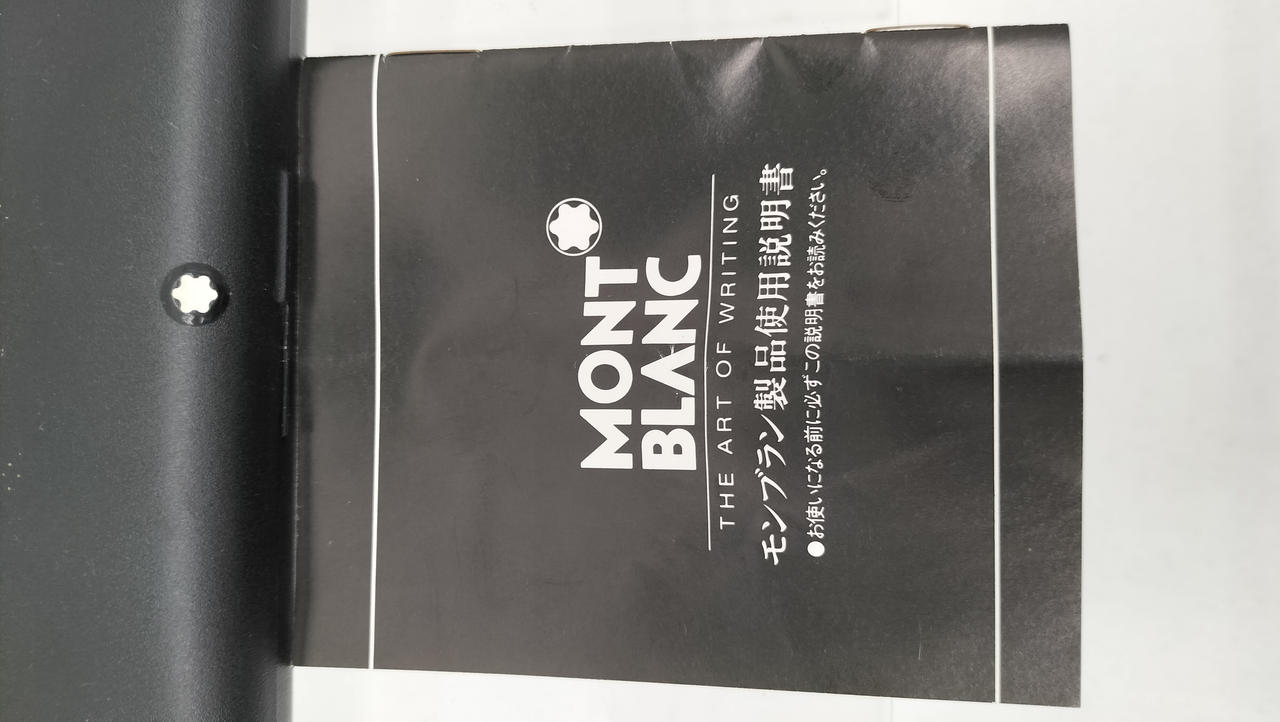 MONT
BLANC
THE ART OF WRITING
モンブラン製品使用説明書
●お使いになる前に必ずこの説明書をお読みください。